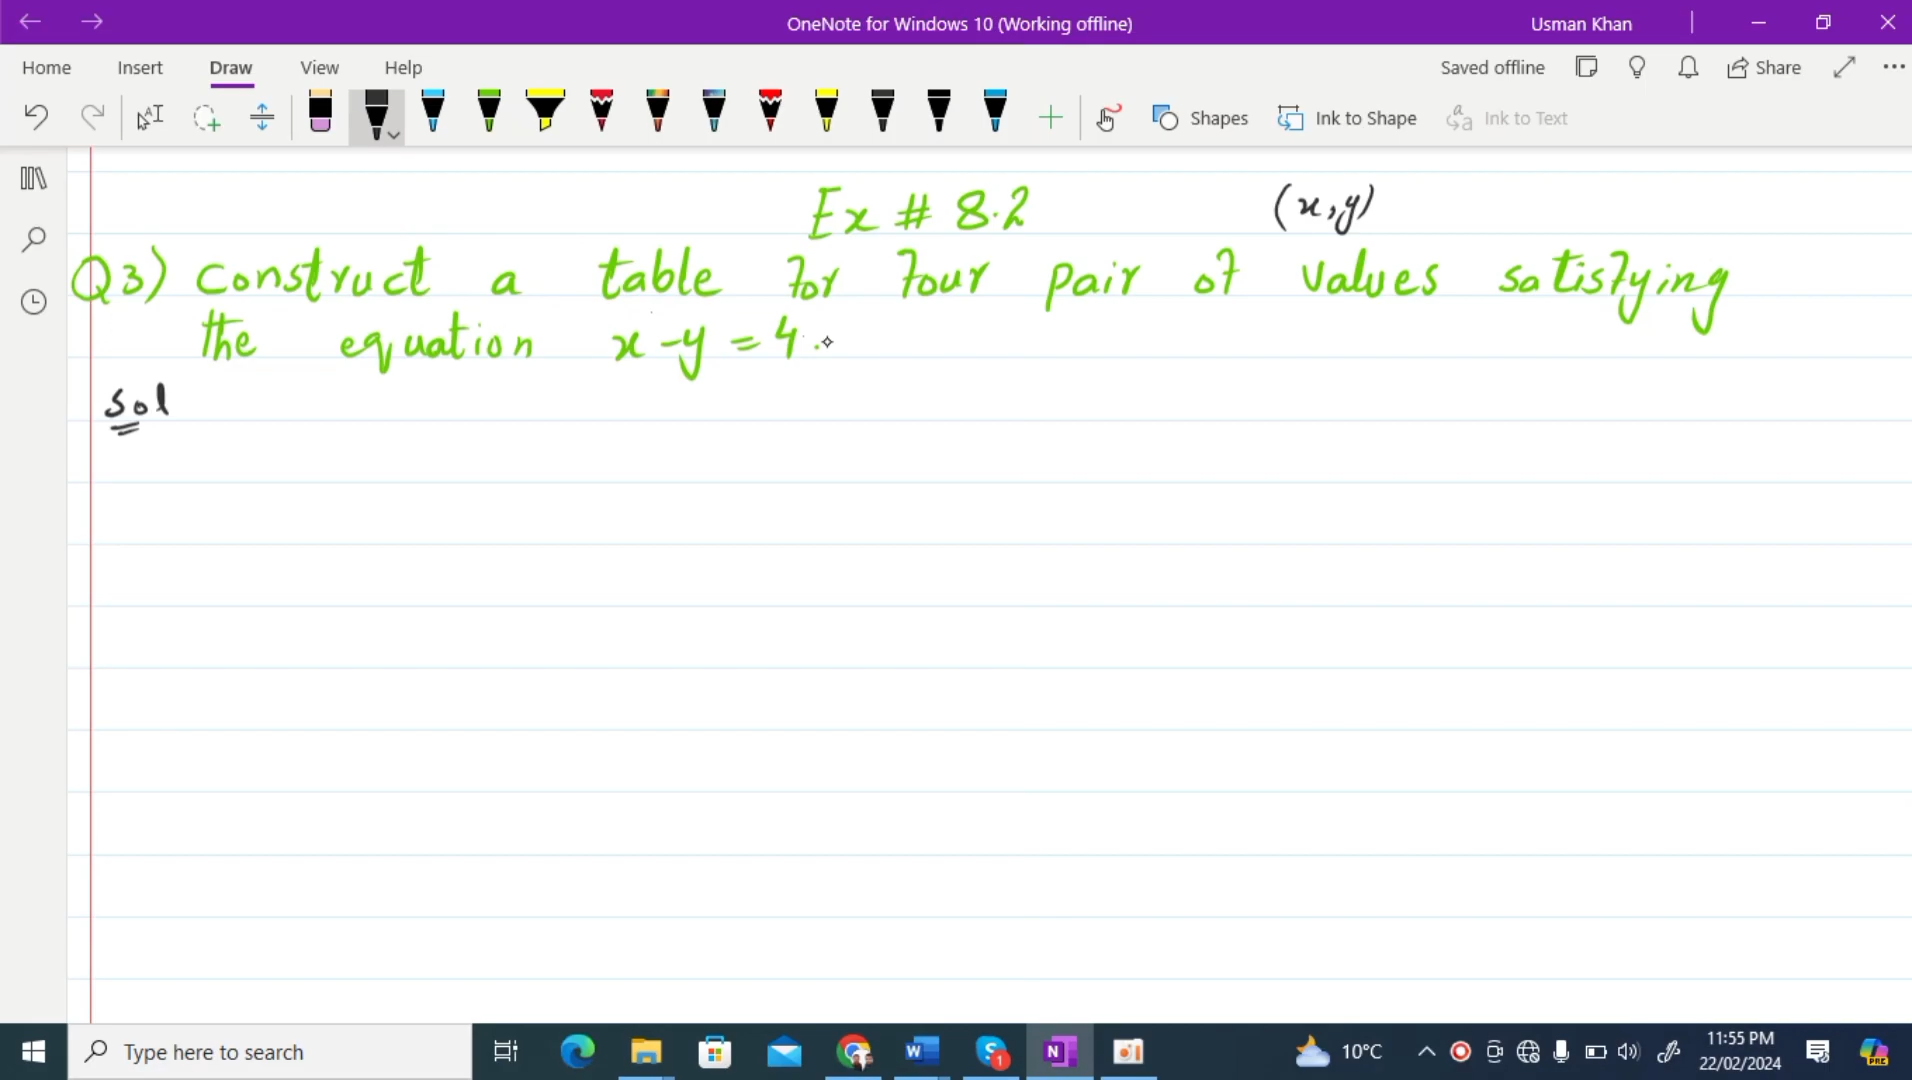 OneNote for Windows 10 (Working offline)
Usman Khan
Home Insert Draw View Help
Saved offline
Share
Shapes
Ink to Shape
Ink to Text
Ex # 8.2
(x,y)
Q3) Construct a table for four pair of values satisfying
the equation x - y = 4 .
Sol
Type here to search
10°C
11:55 PM
22/02/2024